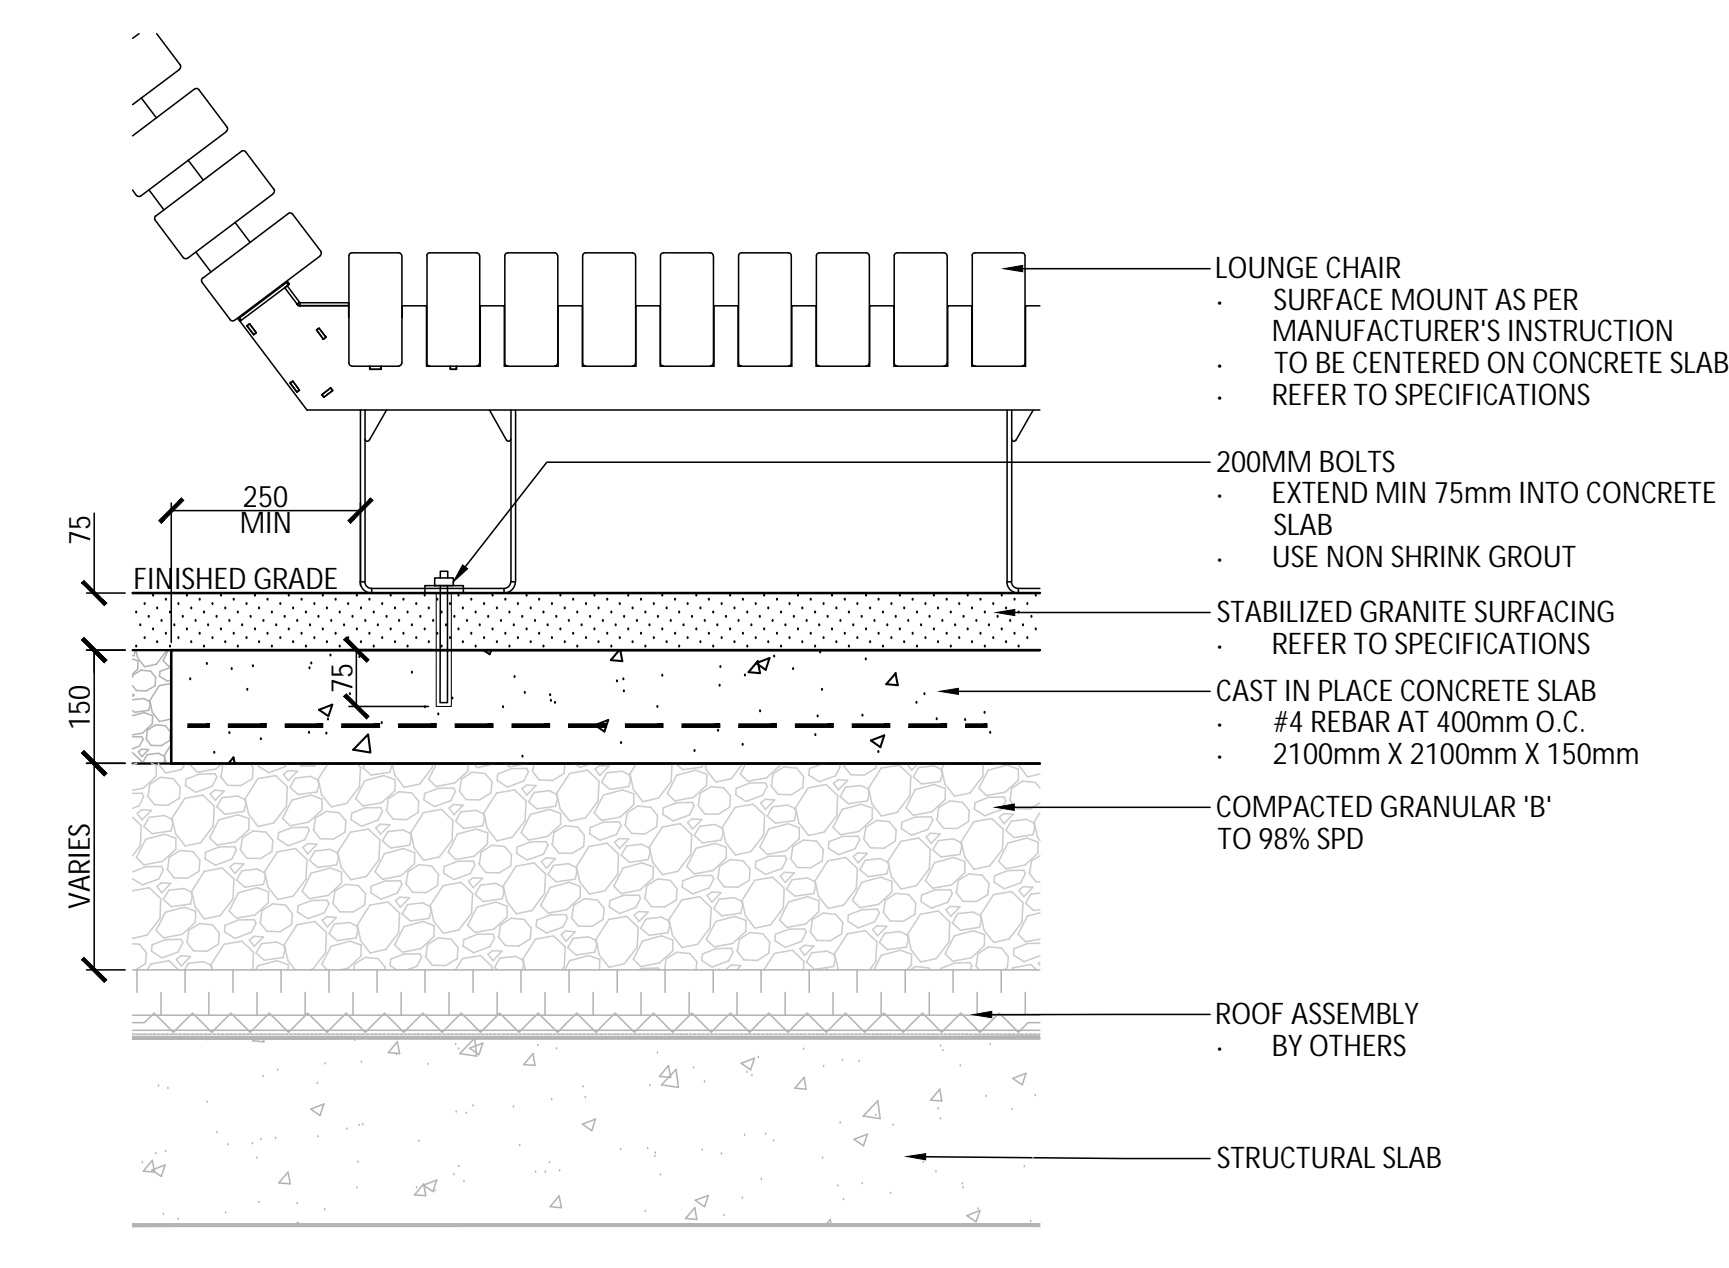 LOUNGE CHAIR
· SURFACE MOUNT AS PER
MANUFACTURER'S INSTRUCTION
· TO BE CENTERED ON CONCRETE SLAB
· REFER TO SPECIFICATIONS
200MM BOLTS
· EXTEND MIN 75mm INTO CONCRETE
SLAB
· USE NON SHRINK GROUT
250
MIN
75
FINISHED GRADE
STABILIZED GRANITE SURFACING
· REFER TO SPECIFICATIONS
75
150
CAST IN PLACE CONCRETE SLAB
· #4 REBAR AT 400mm O.C.
· 2100mm X 2100mm X 150mm
VARIES
COMPACTED GRANULAR 'B'
TO 98% SPD
ROOF ASSEMBLY
· BY OTHERS
STRUCTURAL SLAB